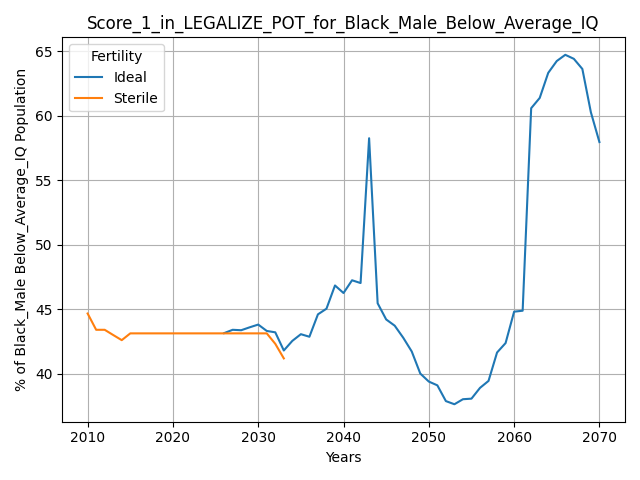 Score_1_in_LEGALIZE_POT_for_Black_Male_Below_Average_IQ
Fertility
Ideal
Sterile
65
60
55
50
45
40
% of Black_Male Below_Average_IQ Population
2010
2020
2030
2040
2050
2060
2070
Years